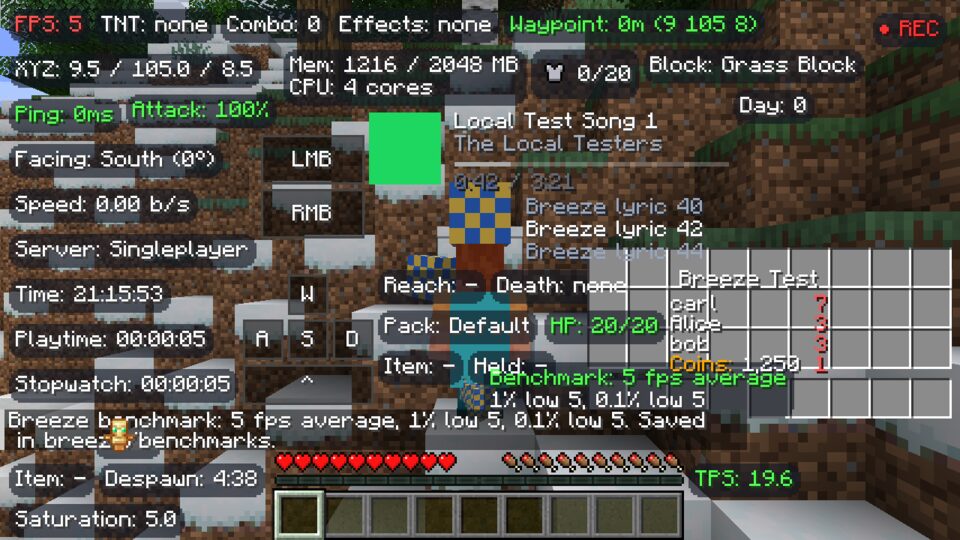 FPS: 5 TNT: none Combo: 0 Effects: none Waypoint: 0m (9 105 8) REC
XYZ: 9.5 / 105.0 / 8.5
Mem: 1216 / 2048 MB
CPU: 4 cores
0/20
Block: Grass Block
Ping: 0ms
Attack: 100%
Day: 0
Local Test Song 1
The Local Testers
0:42 / 3:21
Facing: South (0°)
LMB
Speed: 0.00 b/s
RMB
Breeze lyric 40
Breeze lyric 42
Breeze lyric 44
Server: Singleplayer
Time: 21:15:53
W
Reach: - Death: none
Breeze Test
carl 7
Alice 3
bob 3
Coins: 1,250 1
Playtime: 00:00:05
A S D
Pack: Default HP: 20/20
Item: - Held: -
Stopwatch: 00:00:05
^
Benchmark: 5 fps average
1% low 5, 0.1% low 5
Breeze benchmark: 5 fps average, 1% low 5, 0.1% low 5. Saved
in breeze/benchmarks.
Item: - Despawn: 4:38
TPS: 19.6
Saturation: 5.0